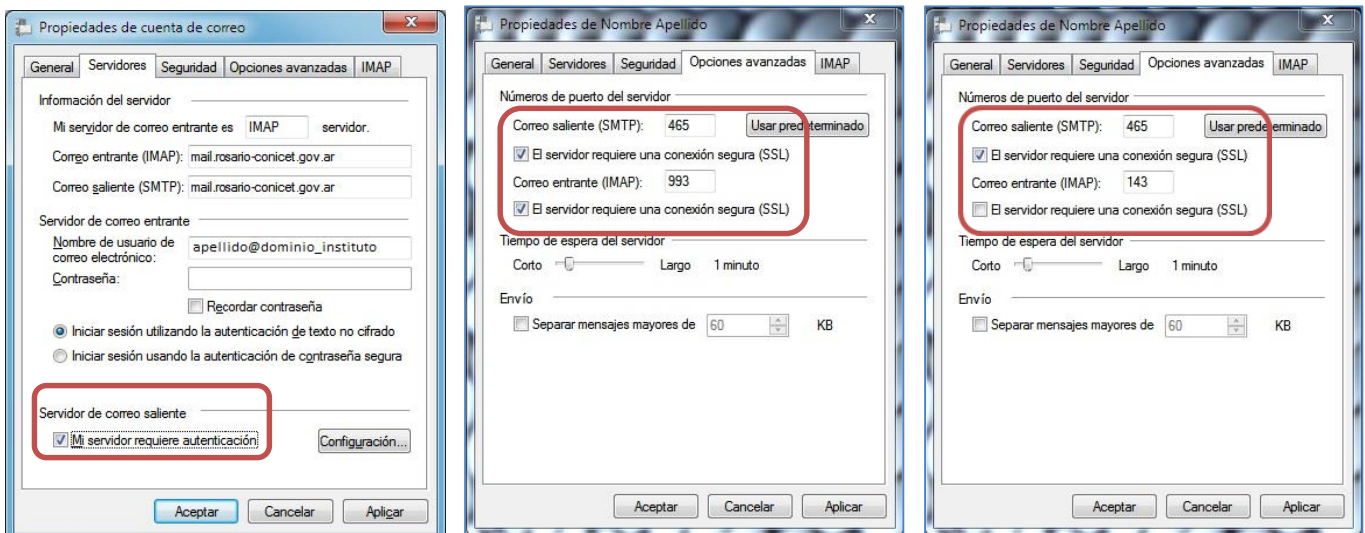 Propiedades de cuenta de correo
General Servidores Seguridad Opciones avanzadas IMAP
Información del servidor
Mi servidor de correo entrante es IMAP servidor.
Correo entrante (IMAP): mail.rosario-conicet.gov.ar
Correo saliente (SMTP): mail.rosario-conicet.gov.ar
Servidor de correo entrante
Nombre de usuario de
correo electrónico:
apellido@dominio_instituto
Contraseña:
Recordar contraseña
Iniciar sesión utilizando la autenticación de texto no cifrado
Iniciar sesión usando la autenticación de contraseña segura
Servidor de correo saliente
Mi servidor requiere autenticación Configuración...
Aceptar Cancelar Aplicar
Propiedades de Nombre Apellido
General Servidores Seguridad Opciones avanzadas IMAP
Números de puerto del servidor
Correo saliente (SMTP): 465 Usar predeterminado
El servidor requiere una conexión segura (SSL)
Correo entrante (IMAP): 993
El servidor requiere una conexión segura (SSL)
Tiempo de espera del servidor
Corto Largo 1 minuto
Envío
Separar mensajes mayores de 60 KB
Aceptar Cancelar Aplicar
Propiedades de Nombre Apellido
General Servidores Seguridad Opciones avanzadas IMAP
Números de puerto del servidor
Correo saliente (SMTP): 465 Usar predeterminado
El servidor requiere una conexión segura (SSL)
Correo entrante (IMAP): 143
El servidor requiere una conexión segura (SSL)
Tiempo de espera del servidor
Corto Largo 1 minuto
Envío
Separar mensajes mayores de 60 KB
Aceptar Cancelar Aplicar